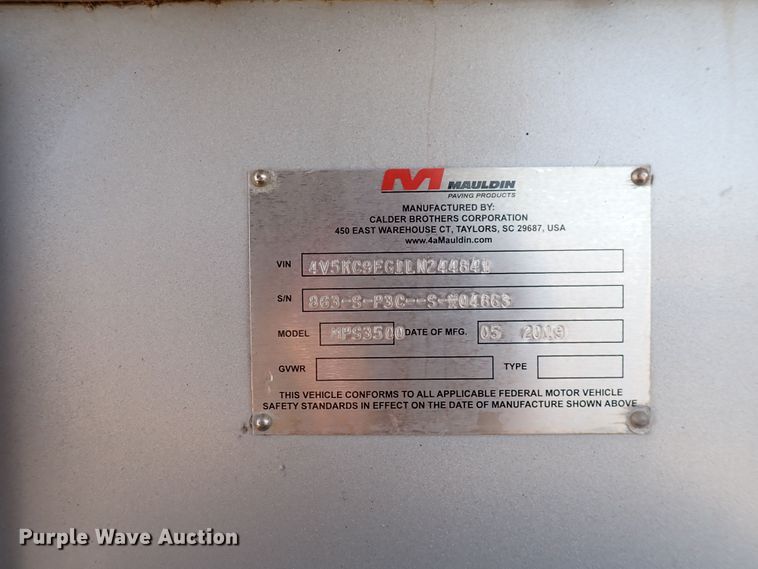 MAULDIN
PAVING PRODUCTS
MANUFACTURED BY:
CALDER BROTHERS CORPORATION
450 EAST WAREHOUSE CT, TAYLORS, SC 29687, USA
www.4aMauldin.com
VIN
S/N
MODEL MPS3500 DATE OF MFG. 05 2019
GVWR TYPE
THIS VEHICLE CONFORMS TO ALL APPLICABLE FEDERAL MOTOR VEHICLE
SAFETY STANDARDS IN EFFECT ON THE DATE OF MANUFACTURE SHOWN ABOVE
Purple Wave Auction